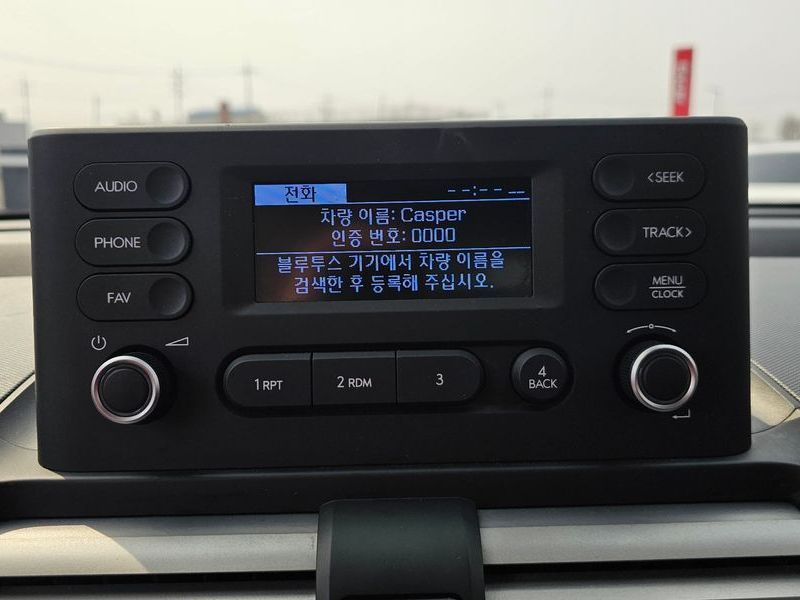 AUDIO
PHONE
FAV
전화
--:-- --
차량 이름: Casper
인증 번호: 0000
블루투스 기기에서 차량 이름을
검색한 후 등록해 주십시오.
<SEEK
TRACK>
MENU
CLOCK
1 RPT
2 RDM
3
4
BACK